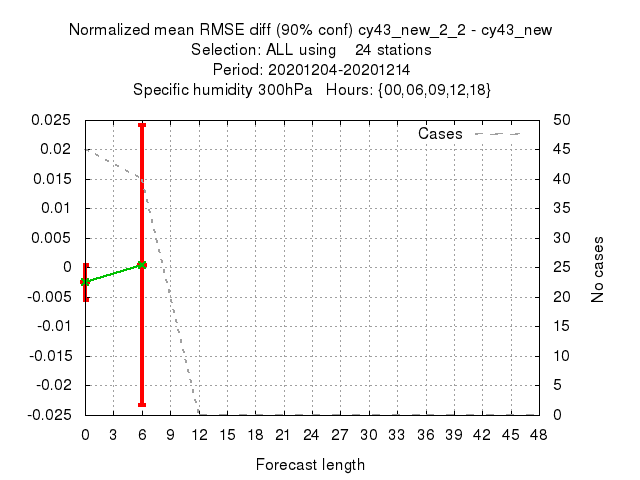 Normalized mean RMSE diff (90% conf) cy43_new_2_2 - cy43_new
Selection: ALL using    24 stations
Period: 20201204-20201214
Specific humidity 300hPa   Hours: {00,06,09,12,18}
Cases
0.025
0.02
0.015
0.01
0.005
0
-0.005
-0.01
-0.015
-0.02
-0.025
50
45
40
35
30
25
20
15
10
5
0
No cases
0 3 6 9 12 15 18 21 24 27 30 33 36 39 42 45 48
Forecast length